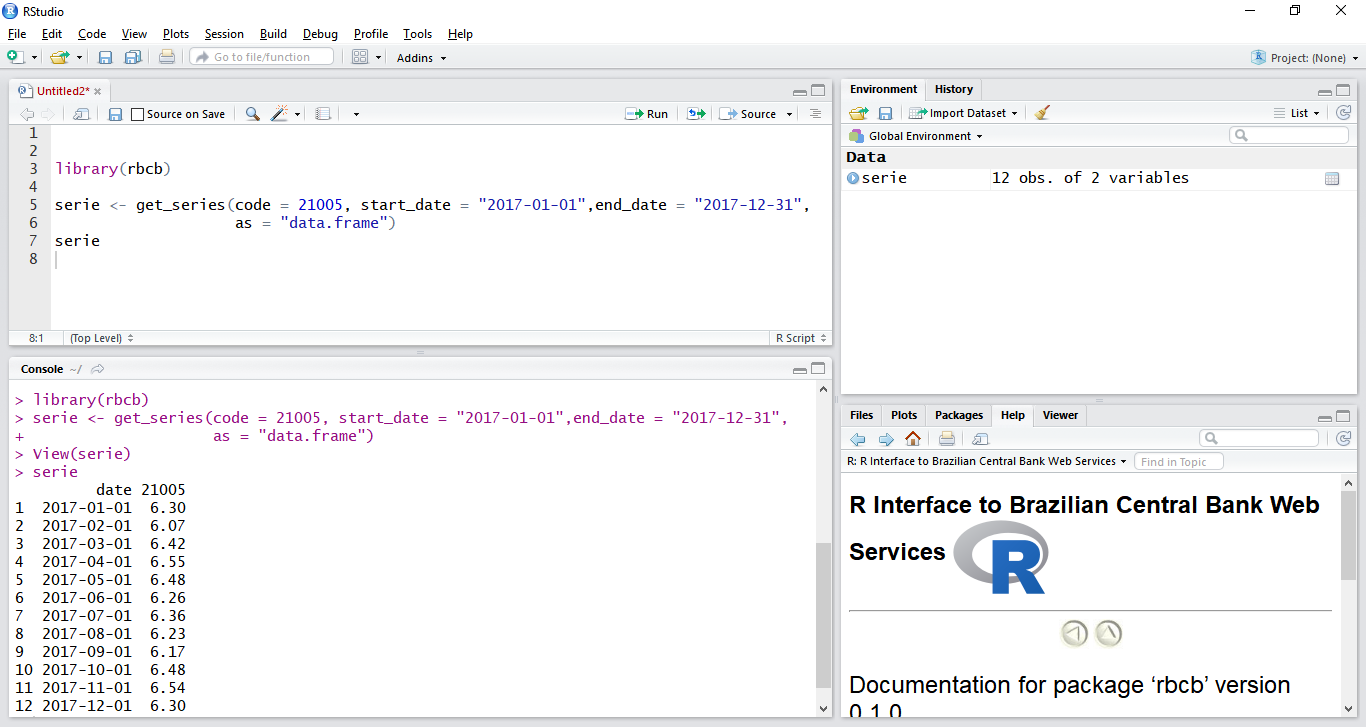 RStudio
File Edit Code View Plots Session Build Debug Profile Tools Help
Go to file/function Addins Project: (None)
Untitled2*
Source on Save Run Source
1
2
3 library(rbcb)
4
5 serie <- get_series(code = 21005, start_date = "2017-01-01",end_date = "2017-12-31",
6 as = "data.frame")
7 serie
8
8:1 (Top Level) R Script
Console ~/
> library(rbcb)
> serie <- get_series(code = 21005, start_date = "2017-01-01",end_date = "2017-12-31",
+ as = "data.frame")
> View(serie)
> serie
date 21005
1 2017-01-01 6.30
2 2017-02-01 6.07
3 2017-03-01 6.42
4 2017-04-01 6.55
5 2017-05-01 6.48
6 2017-06-01 6.26
7 2017-07-01 6.36
8 2017-08-01 6.23
9 2017-09-01 6.17
10 2017-10-01 6.48
11 2017-11-01 6.54
12 2017-12-01 6.30
Environment History
Import Dataset List
Global Environment
Data
serie 12 obs. of 2 variables
Files Plots Packages Help Viewer
R: R Interface to Brazilian Central Bank Web Services Find in Topic
R Interface to Brazilian Central Bank Web
Services R
Documentation for package ‘rbcb’ version
0.1.0